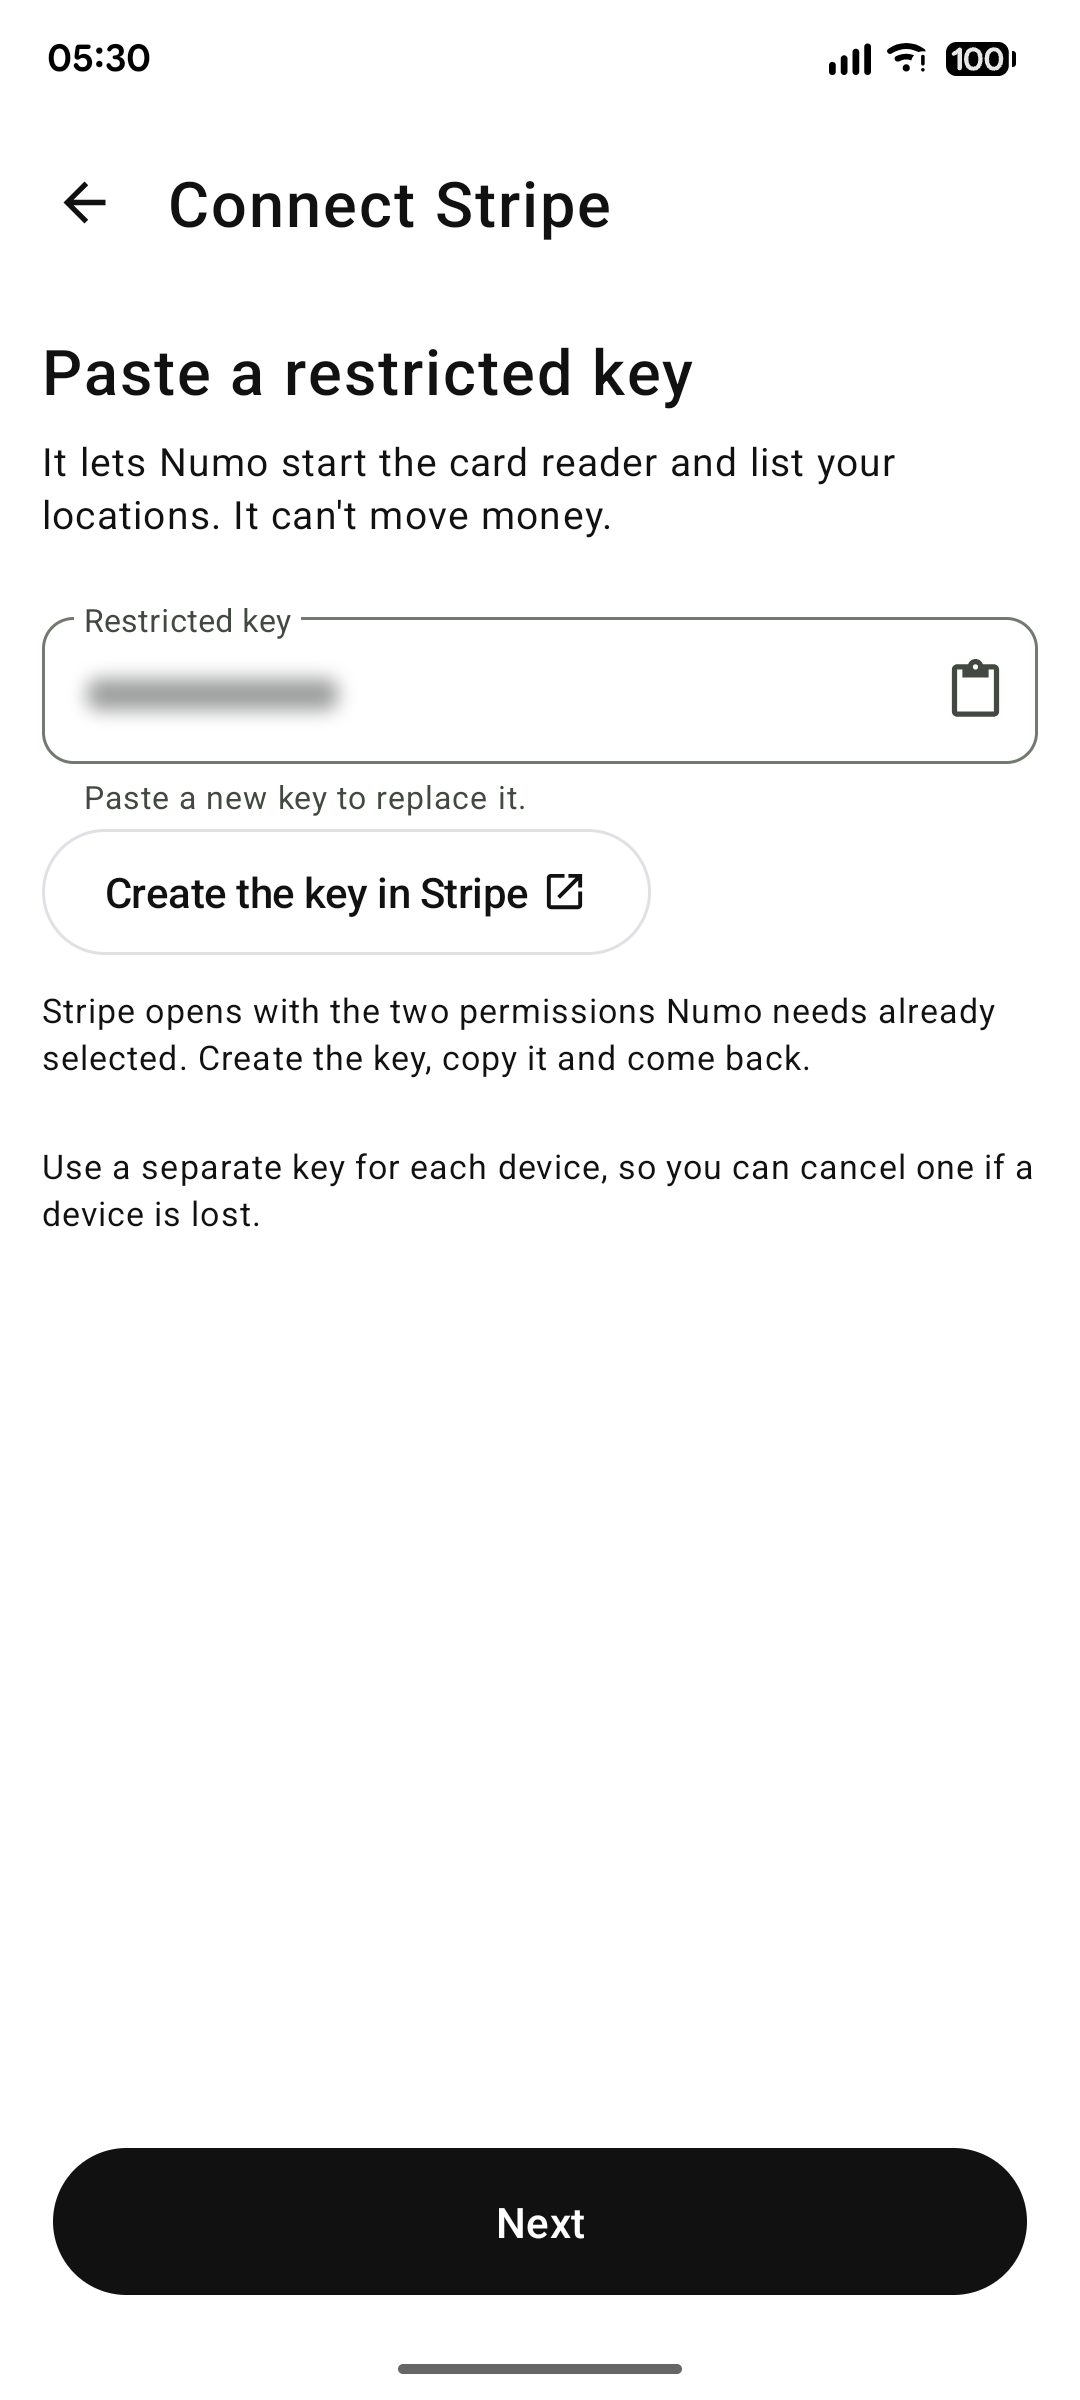 05:30
100
Connect Stripe
Paste a restricted key
It lets Numo start the card reader and list your
locations. It can't move money.
Restricted key
Paste a new key to replace it.
Create the key in Stripe
Stripe opens with the two permissions Numo needs already
selected. Create the key, copy it and come back.
Use a separate key for each device, so you can cancel one if a
device is lost.
Next